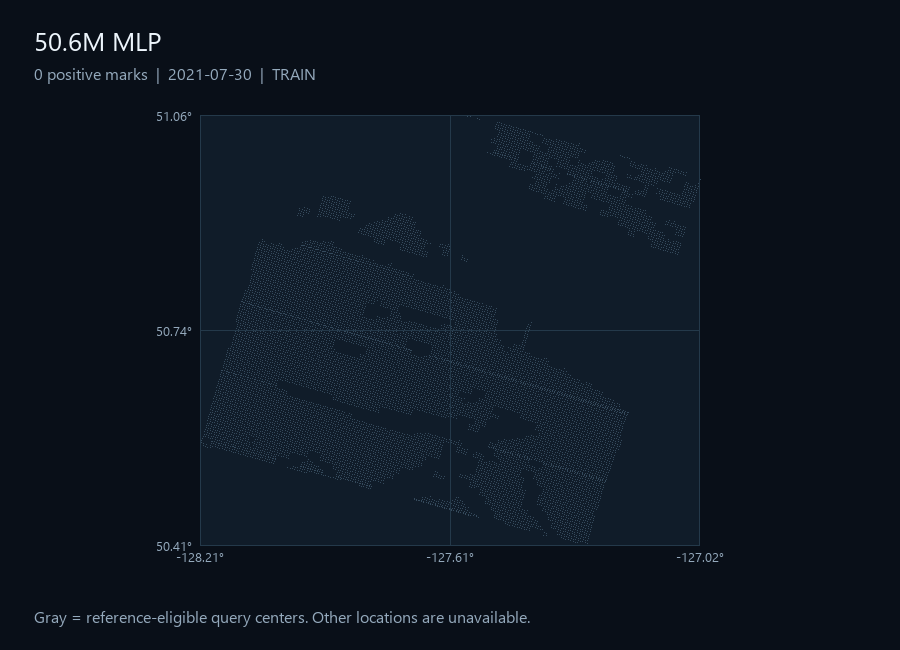 50.6M MLP
0 positive marks | 2021-07-30 | TRAIN
51.06°
50.74°
50.41°
-128.21°
-127.61°
-127.02°
Gray = reference-eligible query centers. Other locations are unavailable.